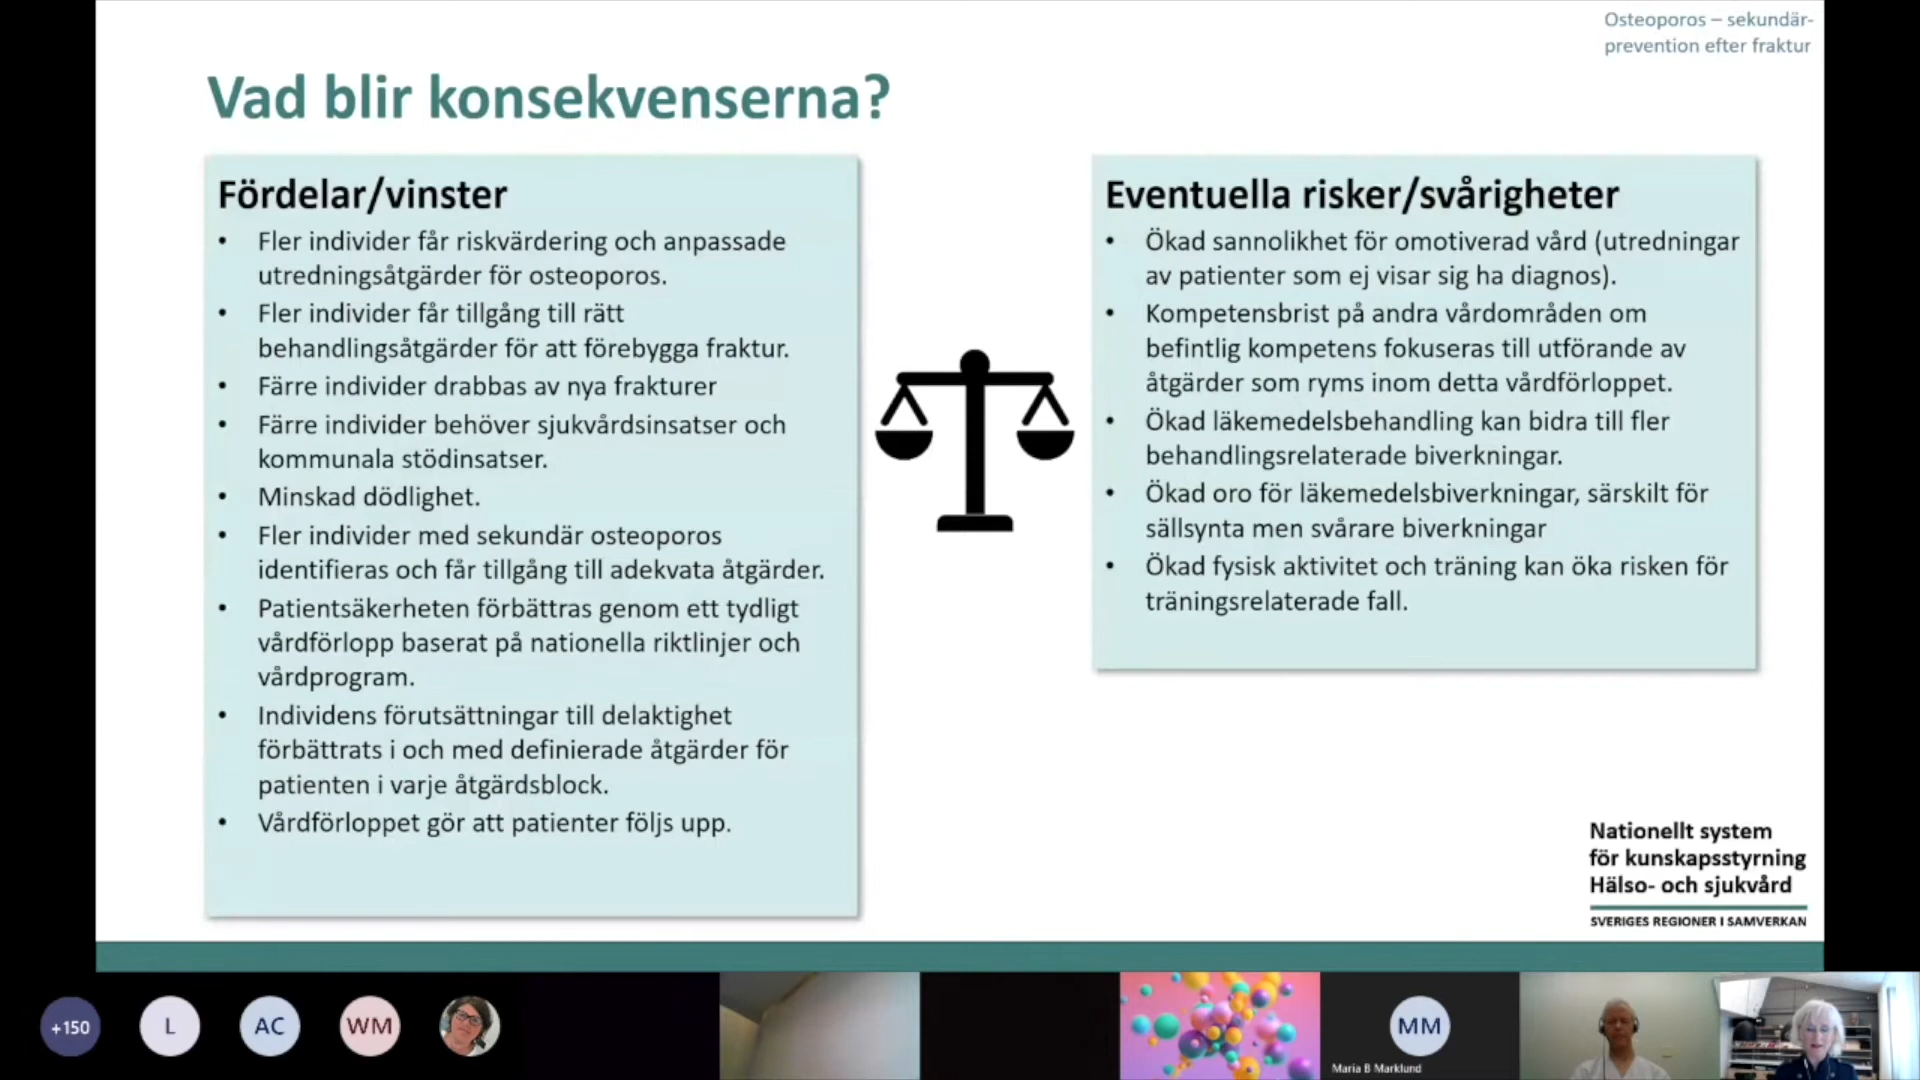 Osteoporos – sekundär-
prevention efter fraktur
Vad blir konsekvenserna?
Fördelar/vinster
• Fler individer får riskvärdering och anpassade
utredningsåtgärder för osteoporos.
• Fler individer får tillgång till rätt
behandlingsåtgärder för att förebygga fraktur.
• Färre individer drabbas av nya frakturer
• Färre individer behöver sjukvårdsinsatser och
kommunala stödinsatser.
• Minskad dödlighet.
• Fler individer med sekundär osteoporos
identifieras och får tillgång till adekvata åtgärder.
• Patientsäkerheten förbättras genom ett tydligt
vårdförlopp baserat på nationella riktlinjer och
vårdprogram.
• Individens förutsättningar till delaktighet
förbättrats i och med definierade åtgärder för
patienten i varje åtgärdsblock.
• Vårdförloppet gör att patienter följs upp.
Eventuella risker/svårigheter
• Ökad sannolikhet för omotiverad vård (utredningar
av patienter som ej visar sig ha diagnos).
• Kompetensbrist på andra vårdområden om
befintlig kompetens fokuseras till utförande av
åtgärder som ryms inom detta vårdförloppet.
• Ökad läkemedelsbehandling kan bidra till fler
behandlingsrelaterade biverkningar.
• Ökad oro för läkemedelsbiverkningar, särskilt för
sällsynta men svårare biverkningar
• Ökad fysisk aktivitet och träning kan öka risken för
träningsrelaterade fall.
Nationellt system
för kunskapsstyrning
Hälso- och sjukvård
SVERIGES REGIONER I SAMVERKAN
+150
L
AC
WM
MM
Maria B Marklund